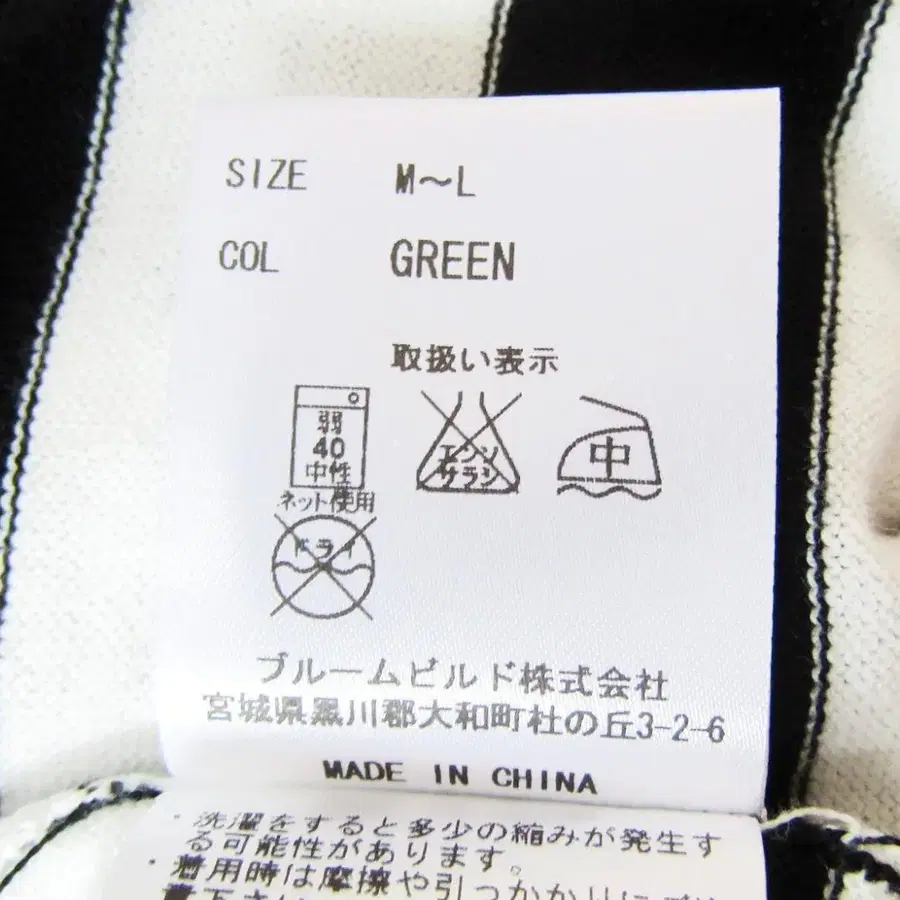 SIZE M～L
COL GREEN
取扱い表示
弱
40
中性
ネット使用
エンソ
サラシ
中
ドライ
ブルームビルド株式会社
宮城県黒川郡大和町杜の丘3-2-6
MADE IN CHINA
・洗濯をすると多少の縮みが発生す
る可能性があります。
・着用時は摩擦や引っかかりに